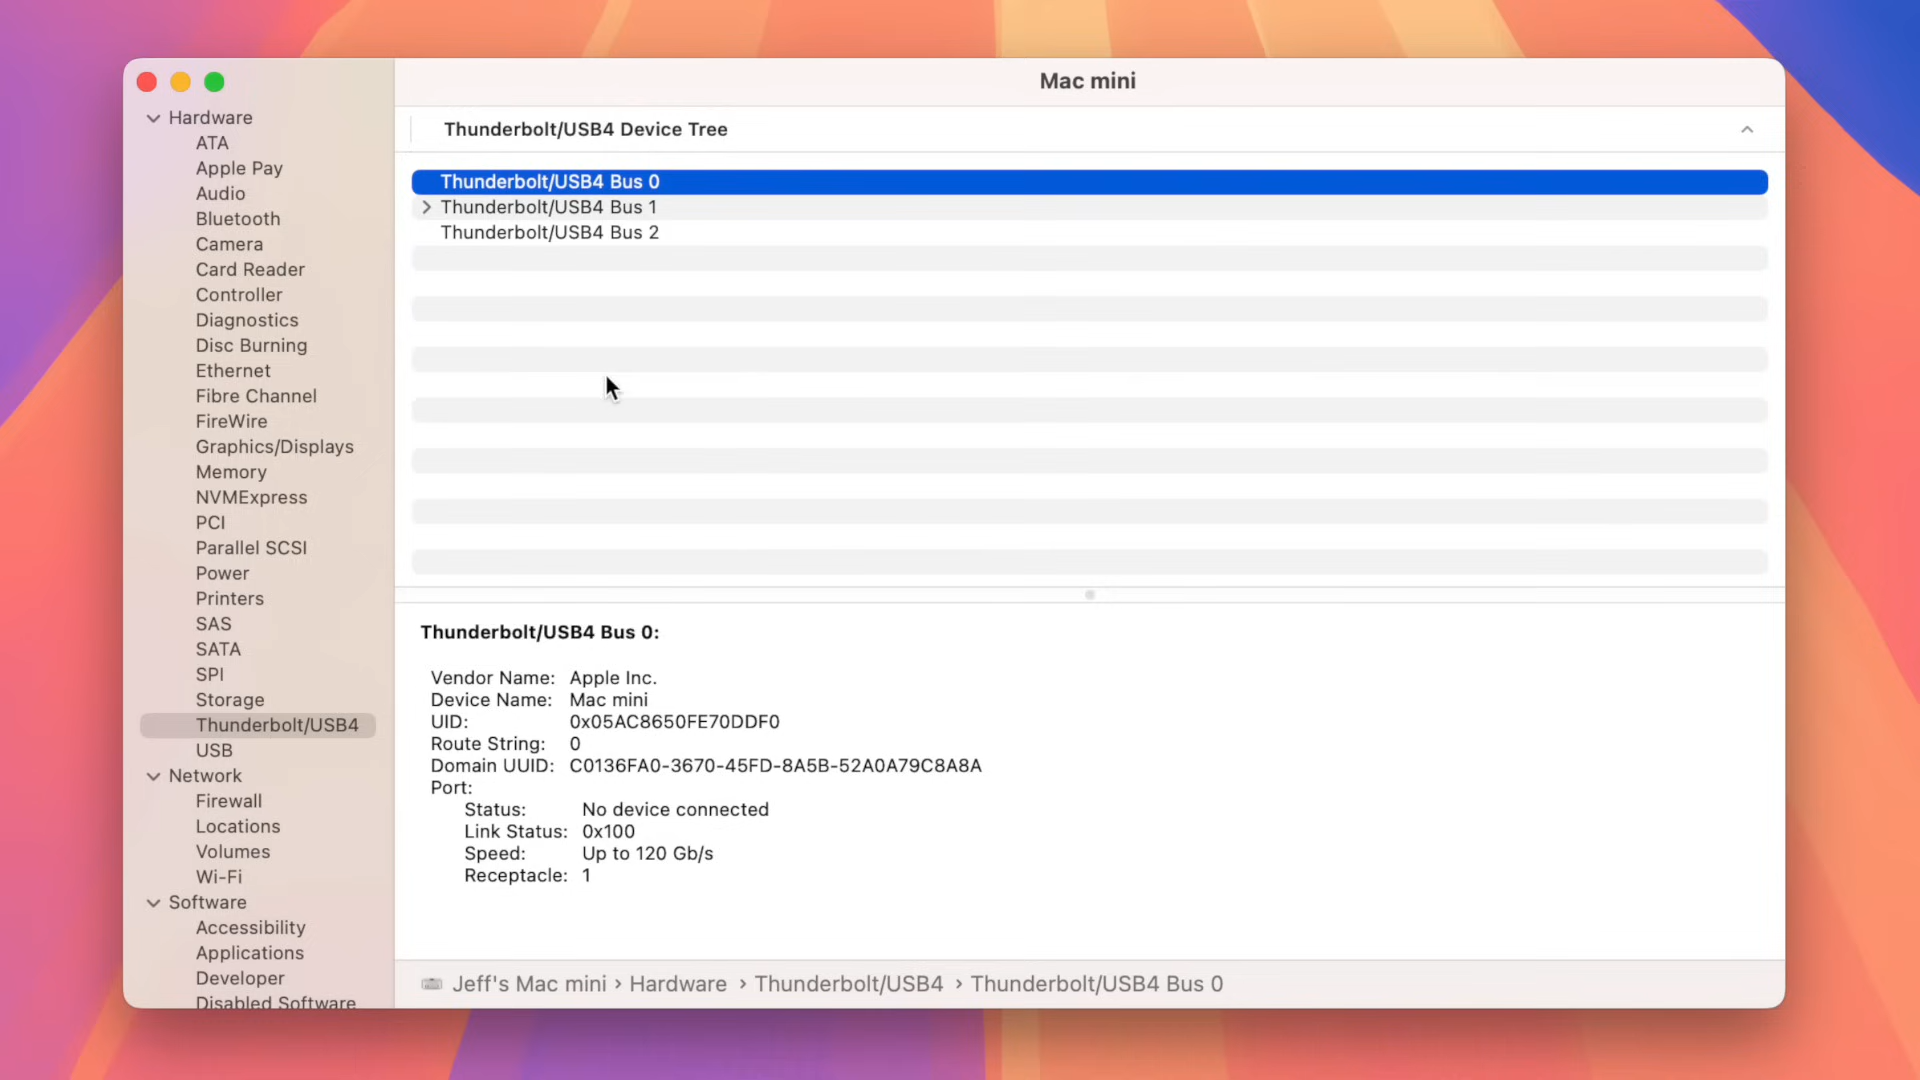 Mac mini
Hardware
ATA
Apple Pay
Audio
Bluetooth
Camera
Card Reader
Controller
Diagnostics
Disc Burning
Ethernet
Fibre Channel
FireWire
Graphics/Displays
Memory
NVMExpress
PCI
Parallel SCSI
Power
Printers
SAS
SATA
SPI
Storage
Thunderbolt/USB4
USB
Network
Firewall
Locations
Volumes
Wi-Fi
Software
Accessibility
Applications
Developer
Disabled Software
Thunderbolt/USB4 Device Tree
Thunderbolt/USB4 Bus 0
Thunderbolt/USB4 Bus 1
Thunderbolt/USB4 Bus 2
Thunderbolt/USB4 Bus 0:
Vendor Name: Apple Inc.
Device Name: Mac mini
UID: 0x05AC8650FE70DDF0
Route String: 0
Domain UUID: C0136FA0-3670-45FD-8A5B-52A0A79C8A8A
Port:
Status: No device connected
Link Status: 0x100
Speed: Up to 120 Gb/s
Receptacle: 1
Jeff's Mac mini › Hardware › Thunderbolt/USB4 › Thunderbolt/USB4 Bus 0